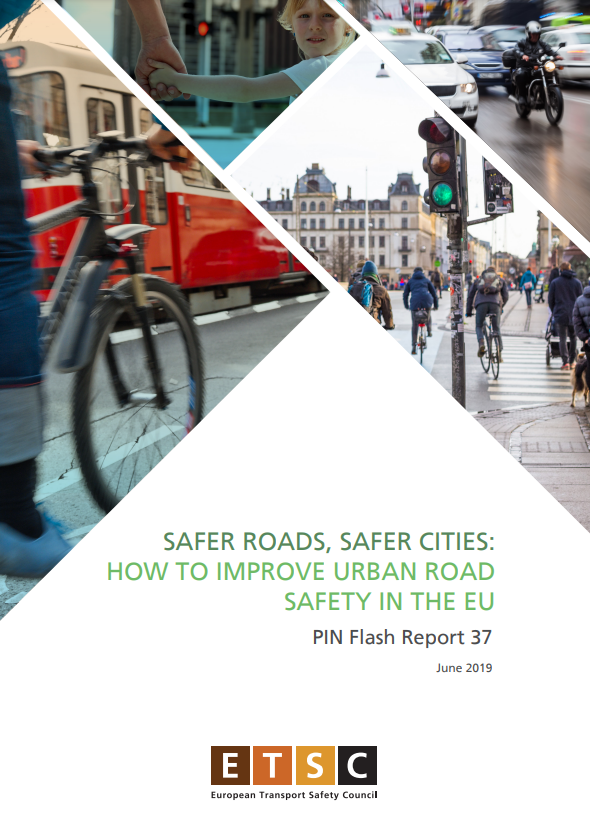 SAFER ROADS, SAFER CITIES:
HOW TO IMPROVE URBAN ROAD
SAFETY IN THE EU
PIN Flash Report 37
June 2019
ETSC
European Transport Safety Council